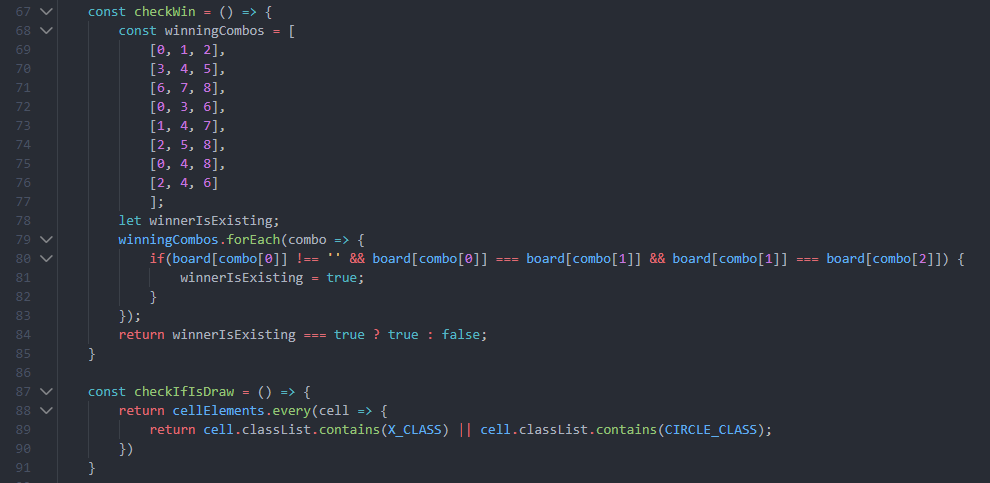 67 const checkWin = () => {
68 const winningCombos = [
69 [0, 1, 2],
70 [3, 4, 5],
71 [6, 7, 8],
72 [0, 3, 6],
73 [1, 4, 7],
74 [2, 5, 8],
75 [0, 4, 8],
76 [2, 4, 6]
77 ];
78 let winnerIsExisting;
79 winningCombos.forEach(combo => {
80 if(board[combo[0]] !== '' && board[combo[0]] === board[combo[1]] && board[combo[1]] === board[combo[2]]) {
81 winnerIsExisting = true;
82 }
83 });
84 return winnerIsExisting === true ? true : false;
85 }
86
87 const checkIfIsDraw = () => {
88 return cellElements.every(cell => {
89 return cell.classList.contains(X_CLASS) || cell.classList.contains(CIRCLE_CLASS);
90 })
91 }